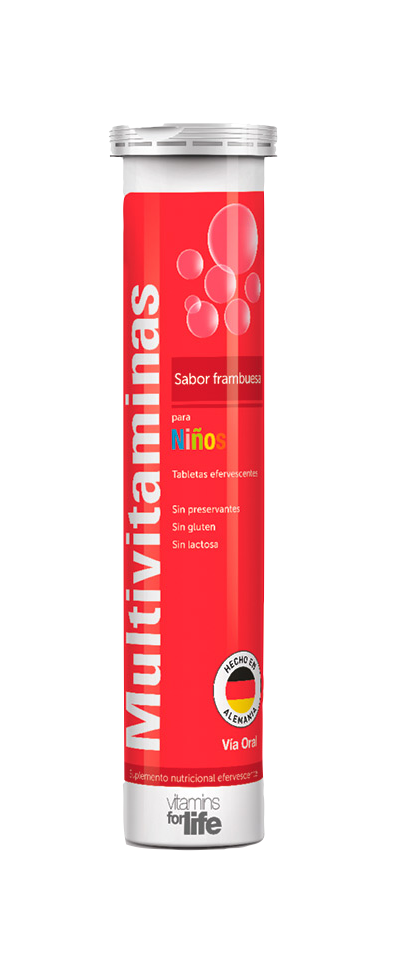 Multivitaminas
Sabor frambuesa
para
Niños
Tabletas efervescentes
Sin preservantes
Sin gluten
Sin lactosa
HECHO EN
ALEMANIA
Vía Oral
Suplemento nutricional efervescente
vitamins
for life